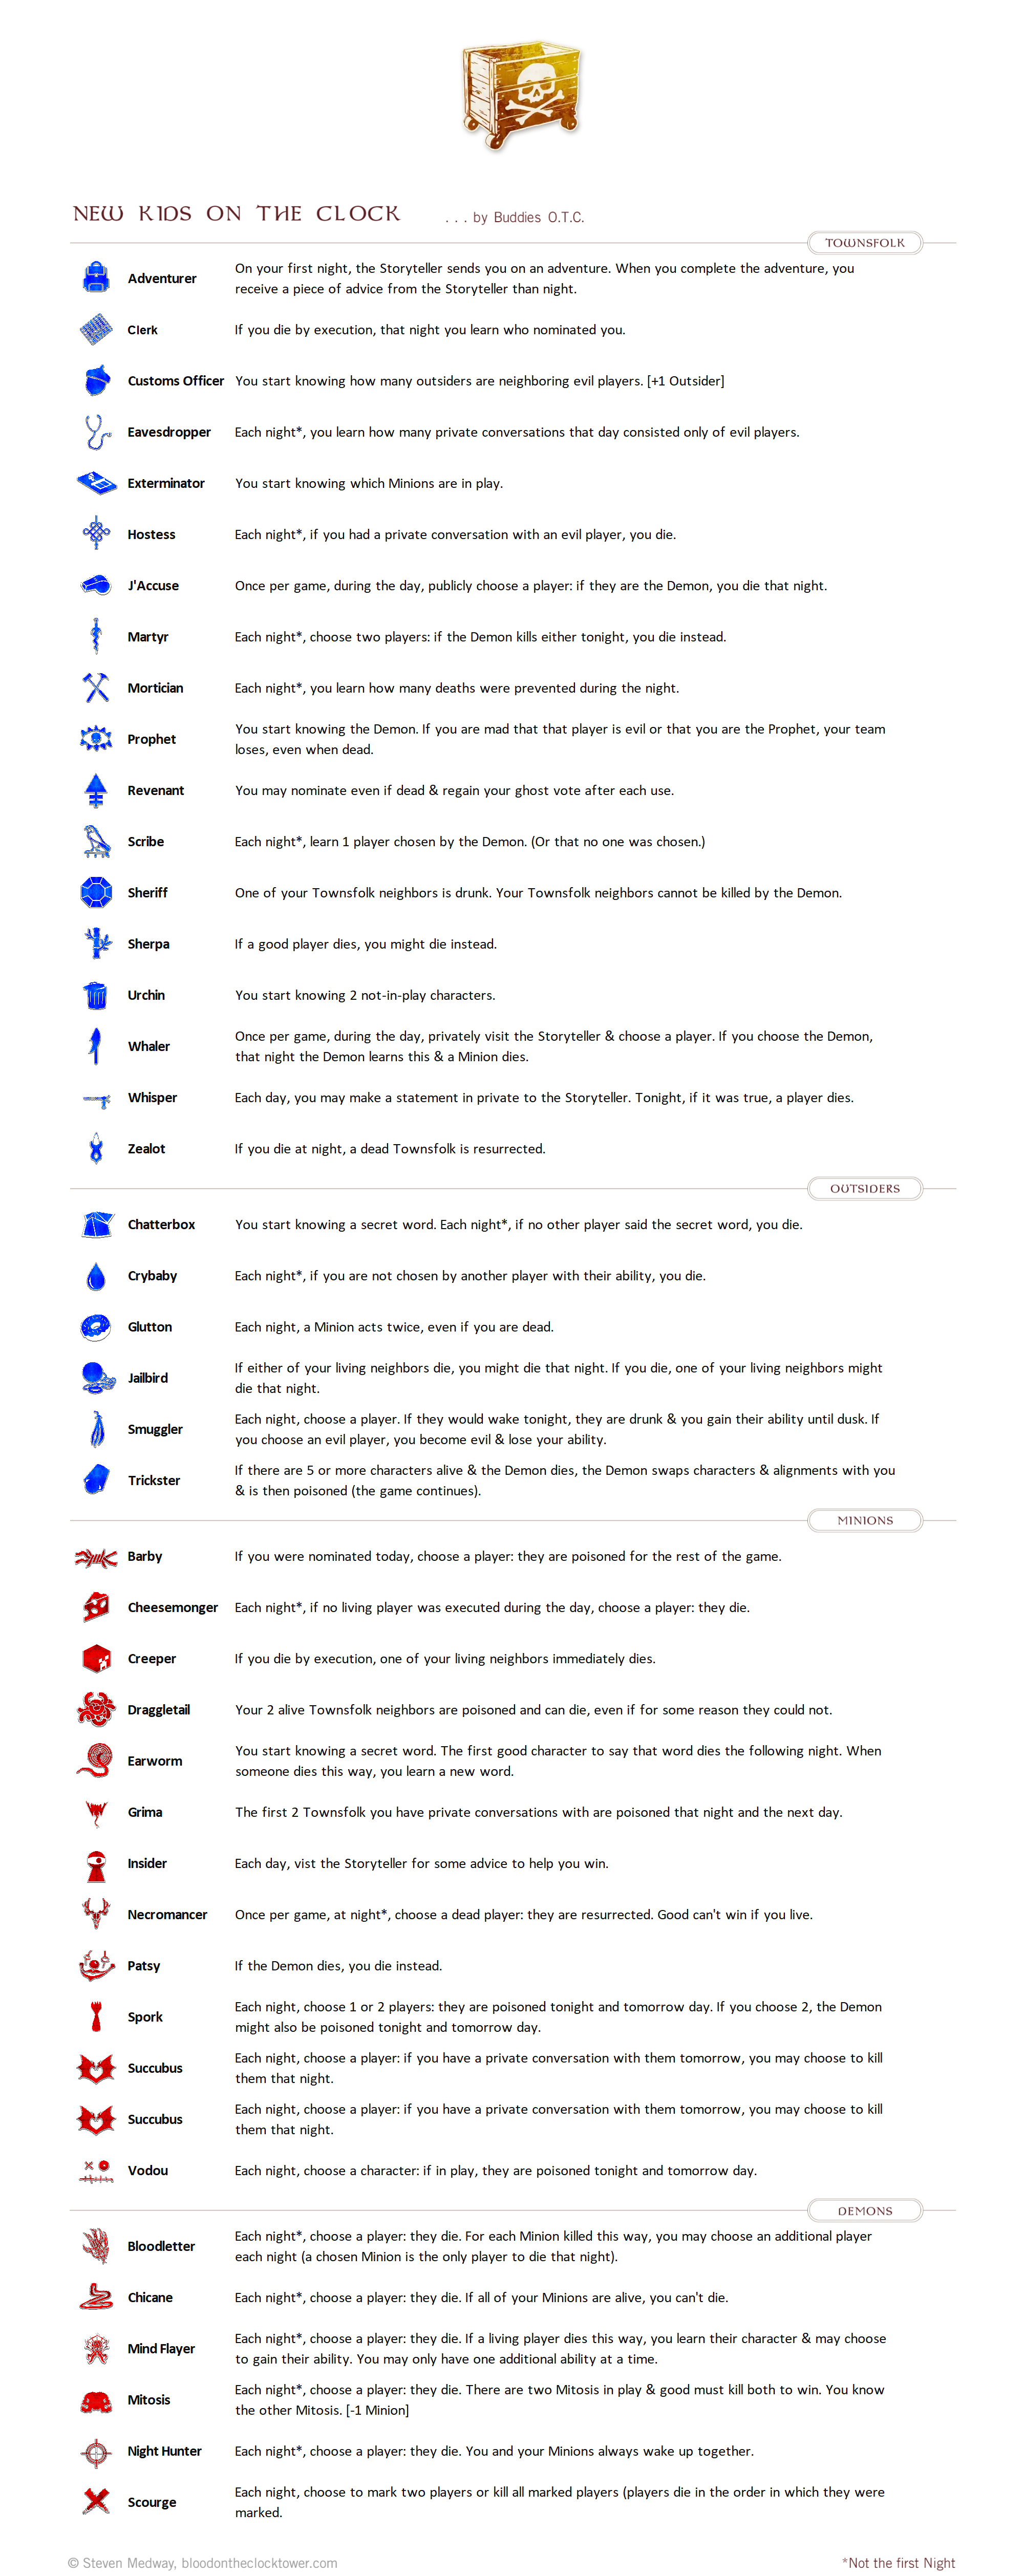 NEW KIDS ON THE CLOCK
. . . by Buddies O.T.C.
TOWNSFOLK
Adventurer
On your first night, the Storyteller sends you on an adventure. When you complete the adventure, you
receive a piece of advice from the Storyteller than night.
Clerk
If you die by execution, that night you learn who nominated you.
Customs Officer
You start knowing how many outsiders are neighboring evil players. [+1 Outsider]
Eavesdropper
Each night*, you learn how many private conversations that day consisted only of evil players.
Exterminator
You start knowing which Minions are in play.
Hostess
Each night*, if you had a private conversation with an evil player, you die.
J'Accuse
Once per game, during the day, publicly choose a player: if they are the Demon, you die that night.
Martyr
Each night*, choose two players: if the Demon kills either tonight, you die instead.
Mortician
Each night*, you learn how many deaths were prevented during the night.
Prophet
You start knowing the Demon. If you are mad that that player is evil or that you are the Prophet, your team
loses, even when dead.
Revenant
You may nominate even if dead & regain your ghost vote after each use.
Scribe
Each night*, learn 1 player chosen by the Demon. (Or that no one was chosen.)
Sheriff
One of your Townsfolk neighbors is drunk. Your Townsfolk neighbors cannot be killed by the Demon.
Sherpa
If a good player dies, you might die instead.
Urchin
You start knowing 2 not-in-play characters.
Whaler
Once per game, during the day, privately visit the Storyteller & choose a player. If you choose the Demon,
that night the Demon learns this & a Minion dies.
Whisper
Each day, you may make a statement in private to the Storyteller. Tonight, if it was true, a player dies.
Zealot
If you die at night, a dead Townsfolk is resurrected.
OUTSIDERS
Chatterbox
You start knowing a secret word. Each night*, if no other player said the secret word, you die.
Crybaby
Each night*, if you are not chosen by another player with their ability, you die.
Glutton
Each night, a Minion acts twice, even if you are dead.
Jailbird
If either of your living neighbors die, you might die that night. If you die, one of your living neighbors might
die that night.
Smuggler
Each night, choose a player. If they would wake tonight, they are drunk & you gain their ability until dusk. If
you choose an evil player, you become evil & lose your ability.
Trickster
If there are 5 or more characters alive & the Demon dies, the Demon swaps characters & alignments with you
& is then poisoned (the game continues).
MINIONS
Barby
If you were nominated today, choose a player: they are poisoned for the rest of the game.
Cheesemonger
Each night*, if no living player was executed during the day, choose a player: they die.
Creeper
If you die by execution, one of your living neighbors immediately dies.
Draggletail
Your 2 alive Townsfolk neighbors are poisoned and can die, even if for some reason they could not.
Earworm
You start knowing a secret word. The first good character to say that word dies the following night. When
someone dies this way, you learn a new word.
Grima
The first 2 Townsfolk you have private conversations with are poisoned that night and the next day.
Insider
Each day, vist the Storyteller for some advice to help you win.
Necromancer
Once per game, at night*, choose a dead player: they are resurrected. Good can't win if you live.
Patsy
If the Demon dies, you die instead.
Spork
Each night, choose 1 or 2 players: they are poisoned tonight and tomorrow day. If you choose 2, the Demon
might also be poisoned tonight and tomorrow day.
Succubus
Each night, choose a player: if you have a private conversation with them tomorrow, you may choose to kill
them that night.
Succubus
Each night, choose a player: if you have a private conversation with them tomorrow, you may choose to kill
them that night.
Vodou
Each night, choose a character: if in play, they are poisoned tonight and tomorrow day.
DEMONS
Bloodletter
Each night*, choose a player: they die. For each Minion killed this way, you may choose an additional player
each night (a chosen Minion is the only player to die that night).
Chicane
Each night*, choose a player: they die. If all of your Minions are alive, you can't die.
Mind Flayer
Each night*, choose a player: they die. If a living player dies this way, you learn their character & may choose
to gain their ability. You may only have one additional ability at a time.
Mitosis
Each night*, choose a player: they die. There are two Mitosis in play & good must kill both to win. You know
the other Mitosis. [-1 Minion]
Night Hunter
Each night*, choose a player: they die. You and your Minions always wake up together.
Scourge
Each night, choose to mark two players or kill all marked players (players die in the order in which they were
marked.
© Steven Medway, bloodontheclocktower.com
*Not the first Night